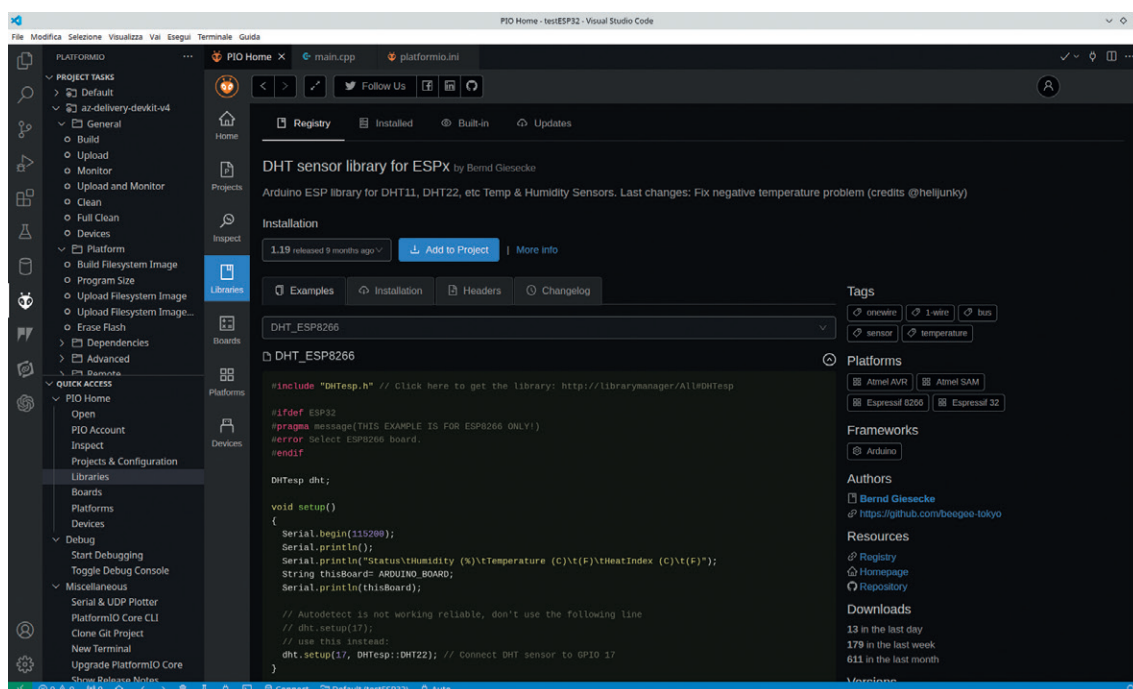 PIO Home - testESP32 - Visual Studio Code
File Modifica Selezione Visualizza Vai Esegui Terminale Guida
PLATFORMIO
PROJECT TASKS
Default
az-delivery-devkit-v4
General
Build
Upload
Monitor
Upload and Monitor
Clean
Full Clean
Devices
Platform
Build Filesystem Image
Program Size
Upload Filesystem Image
Upload Filesystem Image...
Erase Flash
Dependencies
Advanced
Remote
QUICK ACCESS
PIO Home
Open
PIO Account
Inspect
Projects & Configuration
Libraries
Boards
Platforms
Devices
Debug
Start Debugging
Toggle Debug Console
Miscellaneous
Serial & UDP Plotter
PlatformIO Core CLI
Clone Git Project
New Terminal
Upgrade PlatformIO Core
Show Release Notes
PIO Home main.cpp platformio.ini
Follow Us
Home
Projects
Inspect
Libraries
Boards
Platforms
Devices
Registry Installed Built-in Updates
DHT sensor library for ESPx by Bernd Giesecke
Arduino ESP library for DHT11, DHT22, etc Temp & Humidity Sensors. Last changes: Fix negative temperature problem (credits @helijunky)
Installation
1.19 released 9 months ago Add to Project | More info
Examples Installation Headers Changelog
DHT_ESP8266
DHT_ESP8266
#include "DHTesp.h" // Click here to get the library: http://librarymanager/All#DHTesp
#ifdef ESP32
#pragma message(THIS EXAMPLE IS FOR ESP8266 ONLY!)
#error Select ESP8266 board.
#endif
DHTesp dht;
void setup()
{
Serial.begin(115200);
Serial.println();
Serial.println("Status\tHumidity (%)\tTemperature (C)\t(F)\tHeatIndex (C)\t(F)");
String thisBoard= ARDUINO_BOARD;
Serial.println(thisBoard);
// Autodetect is not working reliable, don't use the following line
// dht.setup(17);
// use this instead:
dht.setup(17, DHTesp::DHT22); // Connect DHT sensor to GPIO 17
}
Tags
onewire 1-wire bus
sensor temperature
Platforms
Atmel AVR Atmel SAM
Espressif 8266 Espressif 32
Frameworks
Arduino
Authors
Bernd Giesecke
https://github.com/beegee-tokyo
Resources
Registry
Homepage
Repository
Downloads
13 in the last day
179 in the last week
611 in the last month
Versions
Connect Default (testESP32) Auto